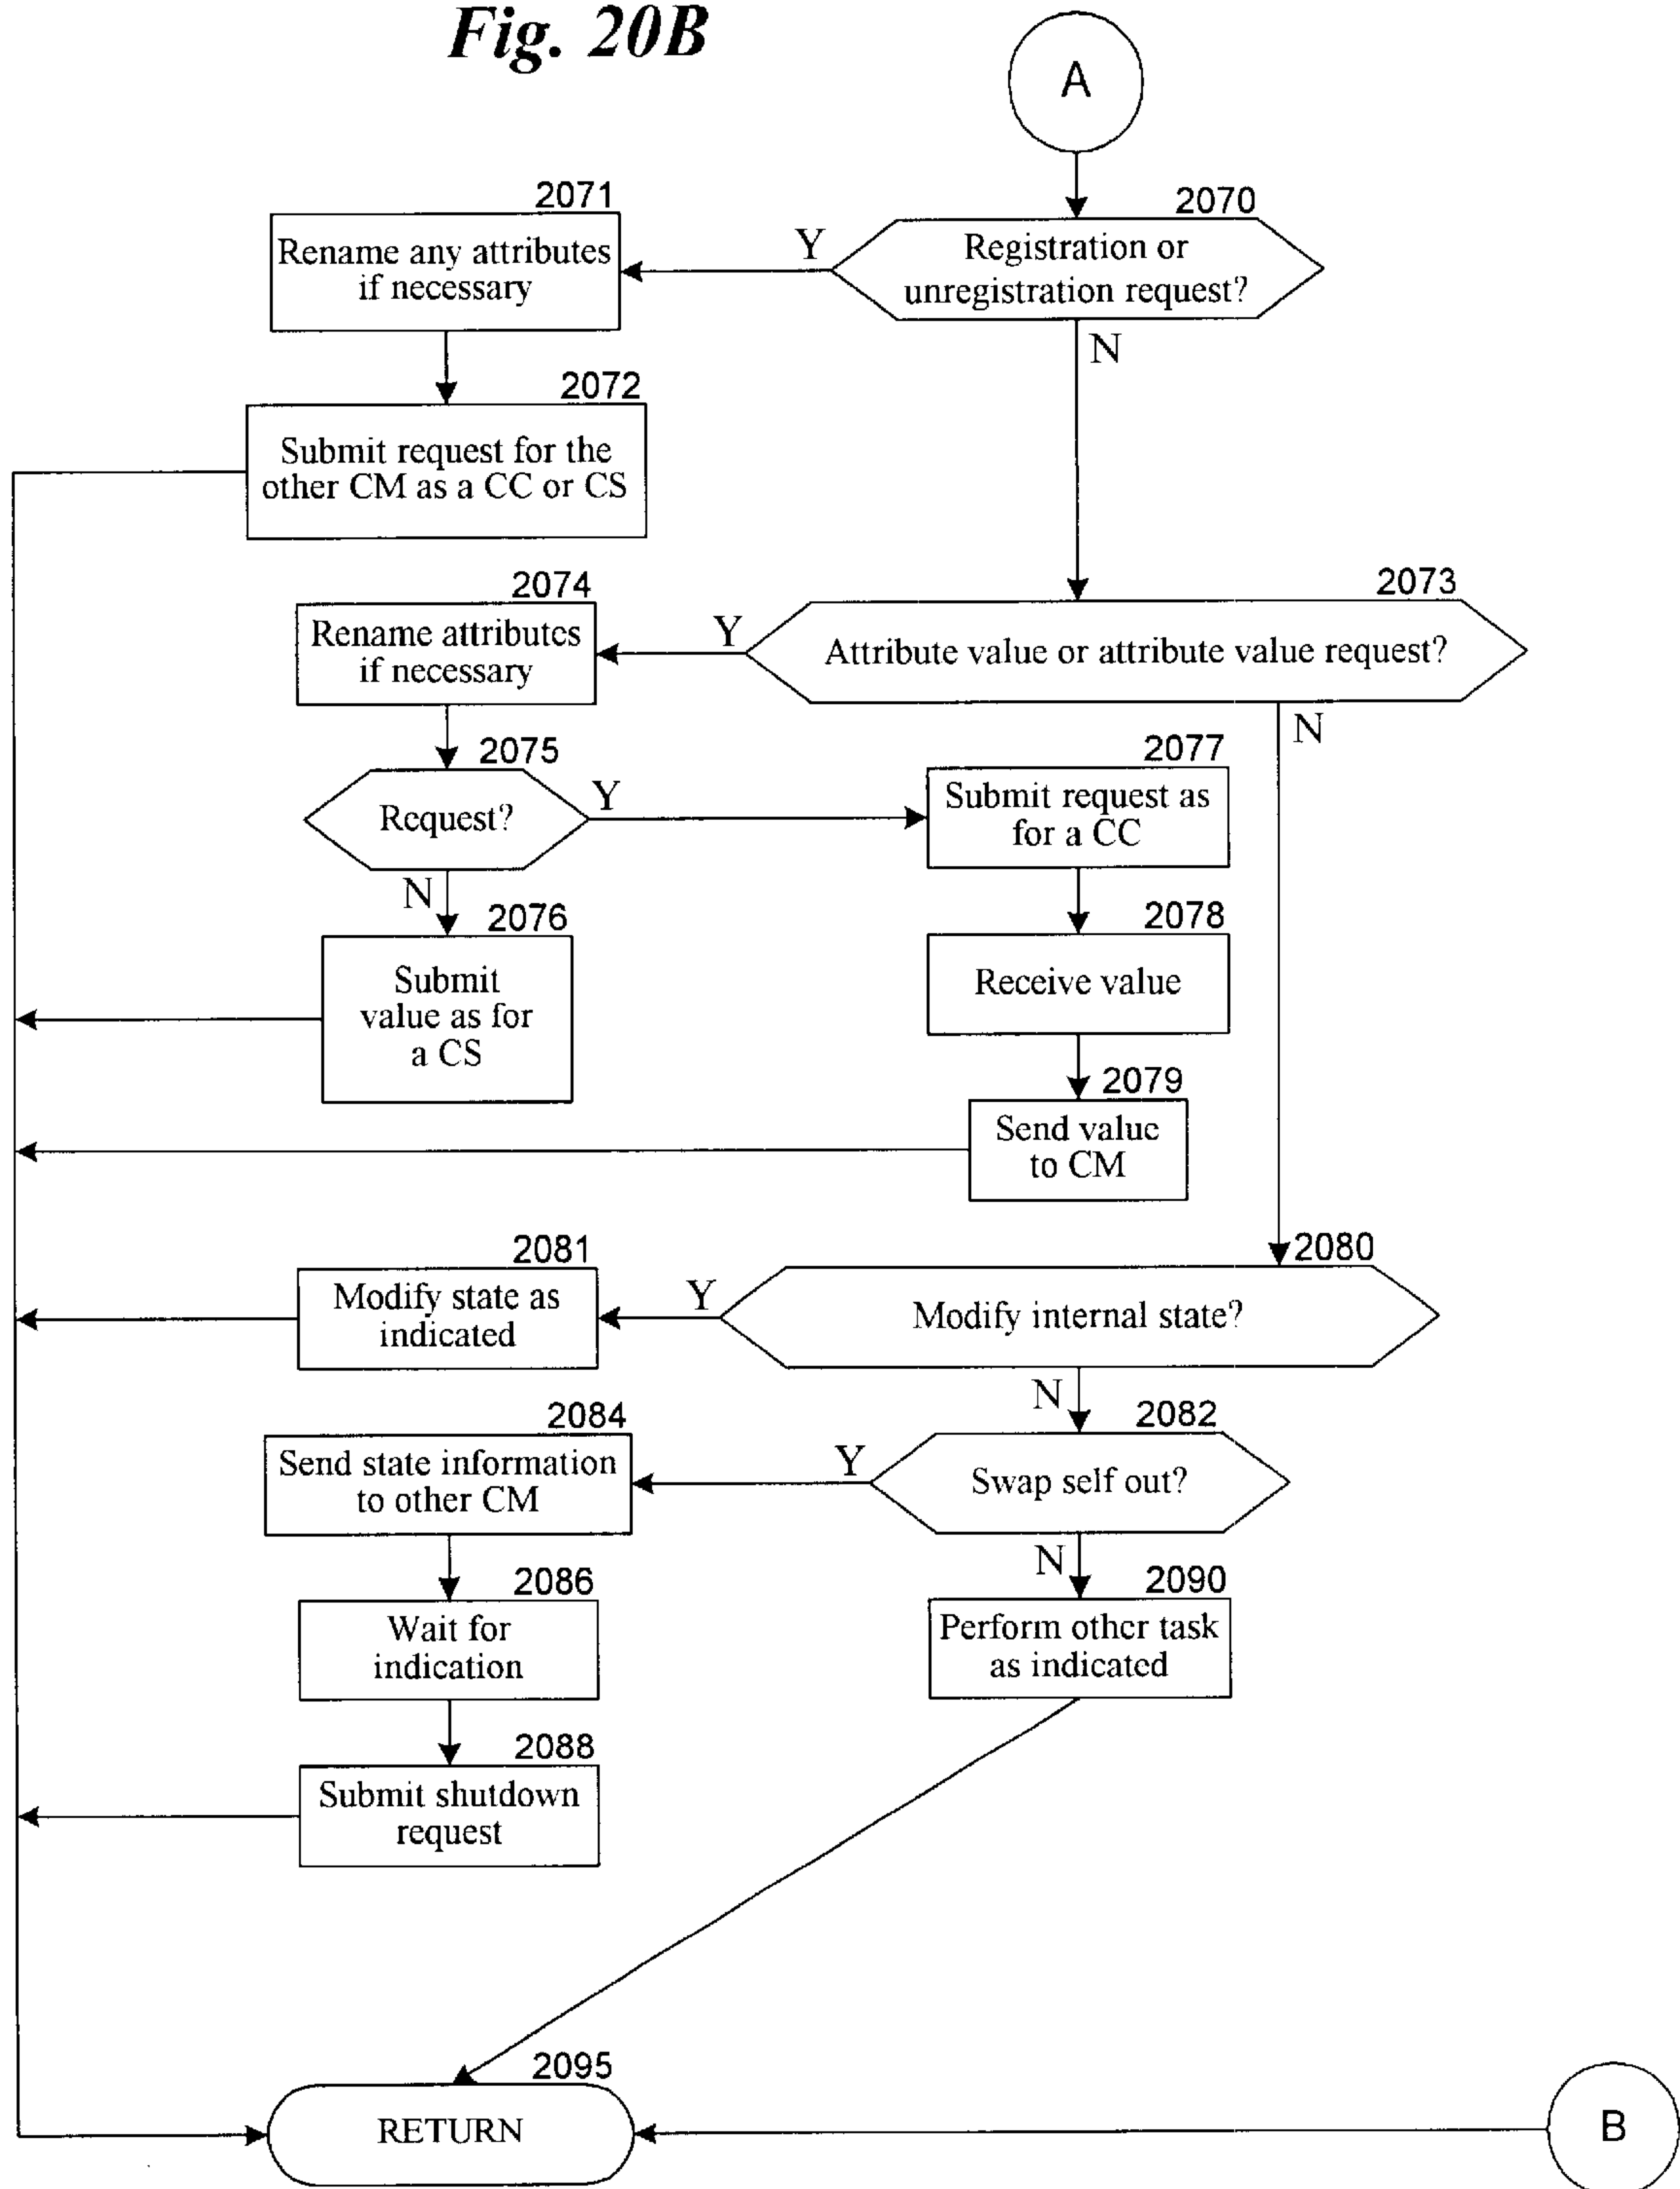 Fig. 20B
A
2070
Registration or
unregistration request?
Y
N
2071
Rename any attributes
if necessary
2072
Submit request for the
other CM as a CC or CS
2073
Attribute value or attribute value request?
Y
N
2074
Rename attributes
if necessary
2075
Request?
Y
N
2076
Submit
value as for
a CS
2077
Submit request as
for a CC
2078
Receive value
2079
Send value
to CM
2080
Modify internal state?
Y
N
2081
Modify state as
indicated
2082
Swap self out?
Y
N
2084
Send state information
to other CM
2086
Wait for
indication
2088
Submit shutdown
request
2090
Perform other task
as indicated
2095
RETURN
B